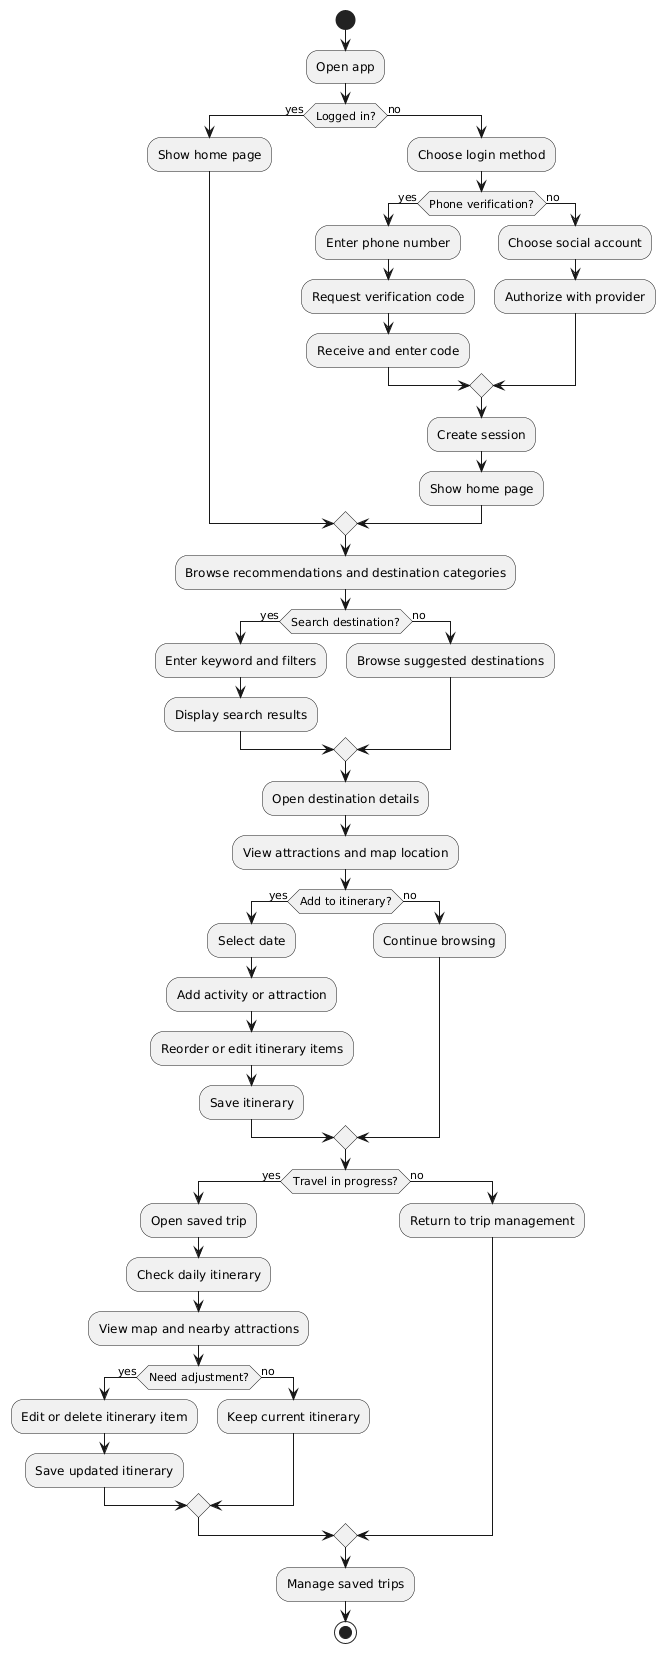 Open app
Logged in?
yes
no
Show home page
Choose login method
Phone verification?
yes
no
Enter phone number
Choose social account
Request verification code
Authorize with provider
Receive and enter code
Create session
Show home page
Browse recommendations and destination categories
Search destination?
yes
no
Enter keyword and filters
Browse suggested destinations
Display search results
Open destination details
View attractions and map location
Add to itinerary?
yes
no
Select date
Continue browsing
Add activity or attraction
Reorder or edit itinerary items
Save itinerary
Travel in progress?
yes
no
Open saved trip
Return to trip management
Check daily itinerary
View map and nearby attractions
Need adjustment?
yes
no
Edit or delete itinerary item
Keep current itinerary
Save updated itinerary
Manage saved trips